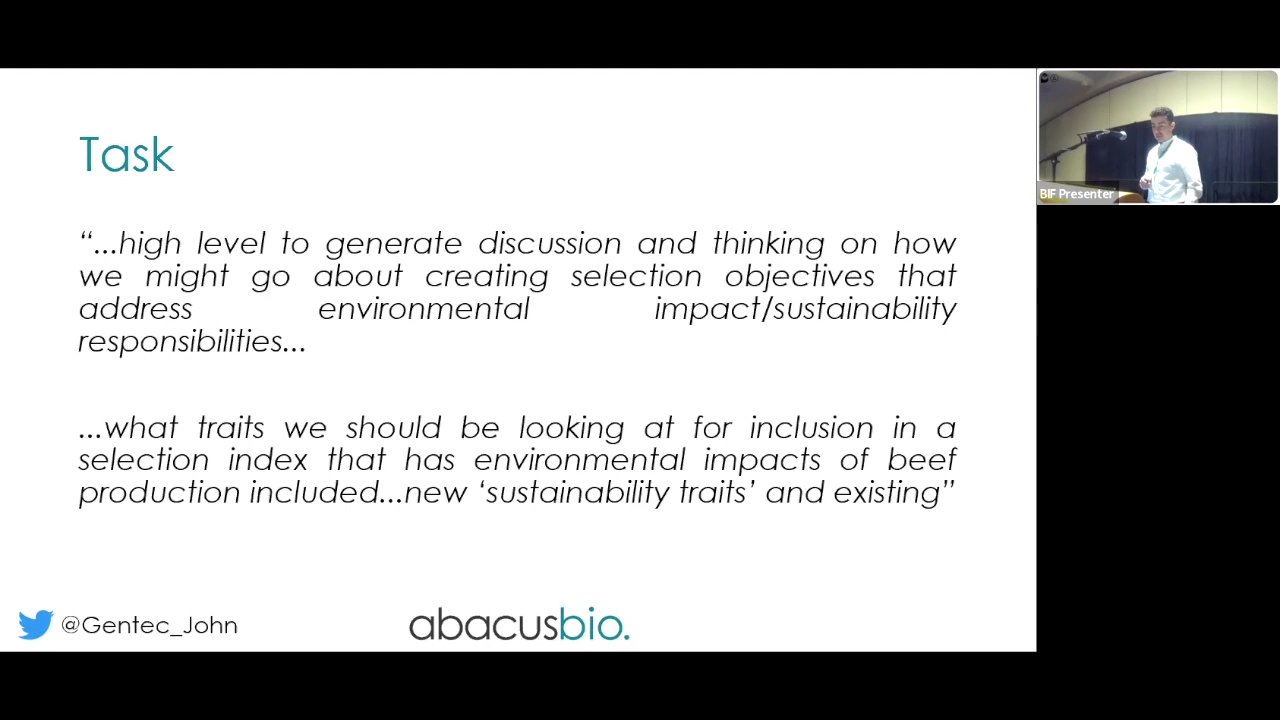 Task
“...high level to generate discussion and thinking on how
we might go about creating selection objectives that
address environmental impact/sustainability
responsibilities...
...what traits we should be looking at for inclusion in a
selection index that has environmental impacts of beef
production included...new ‘sustainability traits’ and existing”
@Gentec_John
abacusbio.
BIF Presenter